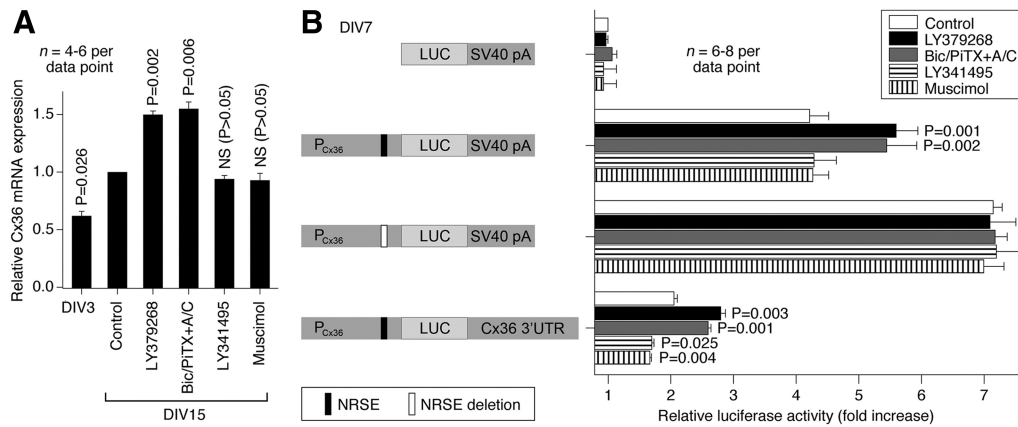 A
n = 4-6 per
data point
Relative Cx36 mRNA expression
1.5
1.0
0.5
0.0
P=0.026
P=0.002
P=0.006
NS (P>0.05)
NS (P>0.05)
DIV3
Control
LY379268
Bic/PiTX+A/C
LY341495
Muscimol
DIV15
B
DIV7
LUC SV40 pA
PCx36 LUC SV40 pA
PCx36 LUC SV40 pA
PCx36 LUC Cx36 3'UTR
NRSE NRSE deletion
n = 6-8 per
data point
Control
LY379268
Bic/PiTX+A/C
LY341495
Muscimol
P=0.001
P=0.002
P=0.003
P=0.001
P=0.025
P=0.004
1 2 3 4 5 6 7
Relative luciferase activity (fold increase)